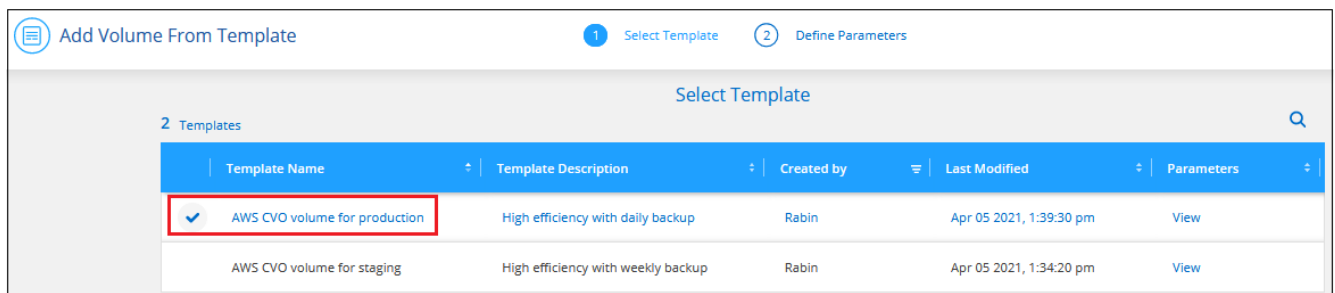 Add Volume From Template 1 Select Template 2 Define Parameters
Select Template
2 Templates
Template Name Template Description Created by Last Modified Parameters
AWS CVO volume for production High efficiency with daily backup Rabin Apr 05 2021, 1:39:30 pm View
AWS CVO volume for staging High efficiency with weekly backup Rabin Apr 05 2021, 1:34:20 pm View